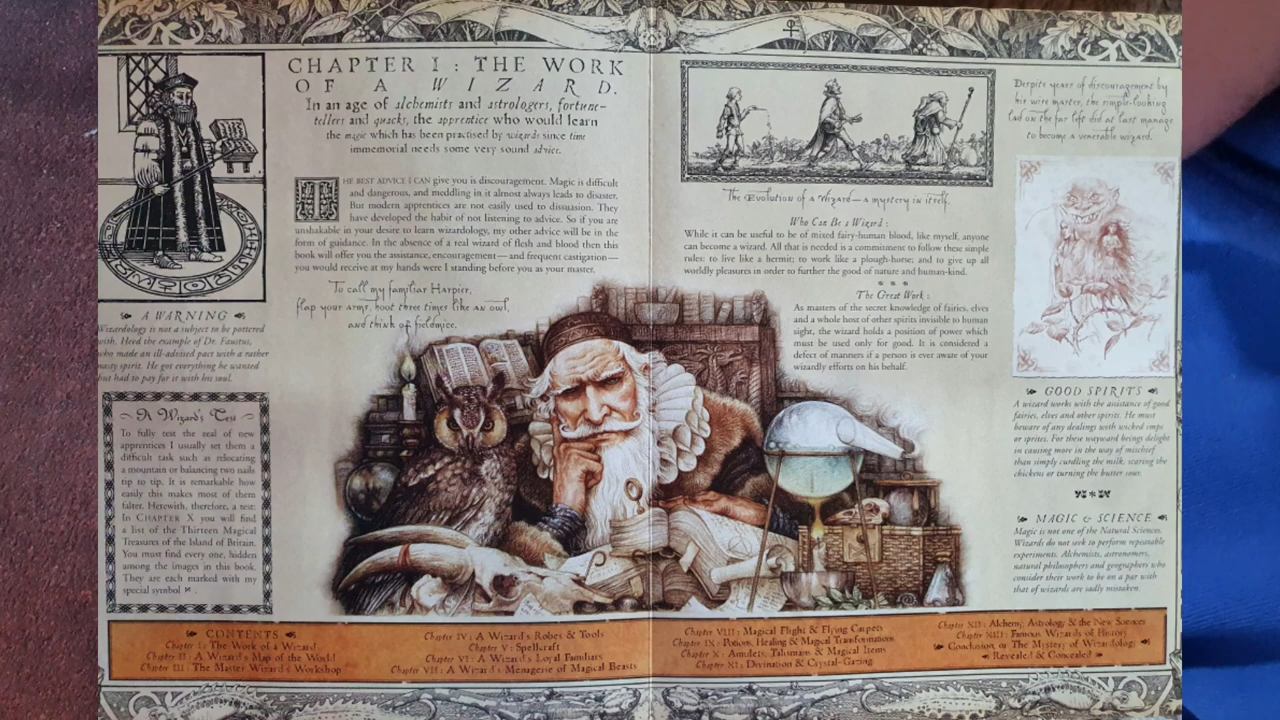 CHAPTER I : THE WORK
OF A WIZARD.
In an age of alchemists and astrologers, fortune-
tellers and quacks, the apprentice who would learn
the magic which has been practised by wizards since time
immemorial needs some very sound advice.
THE BEST ADVICE I CAN give you is discouragement. Magic is difficult
and dangerous, and meddling in it almost always leads to disaster.
But modern apprentices are not easily used to dissuasion. They
have developed the habit of not listening to advice. So if you are
unshakable in your desire to learn wizardology, my other advice will be in the
form of guidance. In the absence of a real wizard of flesh and blood then this
book will offer you the assistance, encouragement — and frequent castigation —
you would receive at my hands were I standing before you as your master.
To call my familiar Harpier,
flap your arms, hoot three times like an owl,
and think of fieldmice.
A WARNING
Wizardology is not a subject to be pottered
with. Heed the example of Dr. Faustus,
who made an ill-advised pact with a rather
nasty spirit. He got everything he wanted
but had to pay for it with his soul.
A Wizard's Test
To fully test the zeal of new
apprentices I usually set them a
difficult task such as relocating
a mountain or balancing two nails
tip to tip. It is remarkable how
easily this makes most of them
falter. Herewith, therefore, a test:
In CHAPTER X you will find
a list of the Thirteen Magical
Treasures of the Island of Britain.
You must find every one, hidden
among the images in this book.
They are each marked with my
special symbol
The Evolution of a Wizard — a mystery in itself.
Who Can Be a Wizard :
While it can be useful to be of mixed fairy-human blood, like myself, anyone
can become a wizard. All that is needed is a commitment to follow these simple
rules: to live like a hermit; to work like a plough-horse; and to give up all
worldly pleasures in order to further the good of nature and human-kind.
The Great Work :
As masters of the secret knowledge of fairies, elves
and a whole host of other spirits invisible to human
sight, the wizard holds a position of power which
must be used only for good. It is considered a
defect of manners if a person is ever aware of your
wizardly efforts on his behalf.
Despite years of discouragement by
his wire master, the simple-looking
lad on the far left did at last manage
to become a venerable wizard.
GOOD SPIRITS
A wizard works with the assistance of good
fairies, elves and other spirits. He must
beware of any dealings with wicked imps
or sprites. For these wayward beings delight
in causing more in the way of mischief
than simply curdling the milk, scaring the
chickens or turning the butter sour.
MAGIC & SCIENCE
Magic is not one of the Natural Sciences.
Wizards do not seek to perform repeatable
experiments. Alchemists, astronomers,
natural philosophers and geographers who
consider their work to be on a par with
that of wizards are sadly mistaken.
CONTENTS
Chapter I : The Work of a Wizard
Chapter II : A Wizard's Map of the World
Chapter III : The Master Wizard's Workshop
Chapter IV : A Wizard's Robes & Tools
Chapter V : Spellcraft
Chapter VI : A Wizard's Loyal Familiars
Chapter VII : A Wizard's Menagerie of Magical Beasts
Chapter VIII : Magical Flight & Flying Carpets
Chapter IX : Potions, Healing & Magical Transformations
Chapter X : Amulets, Talismans & Magical Items
Chapter XI : Divination & Crystal-Gazing
Chapter XII : Alchemy, Astrology & the New Sciences
Chapter XIII : Famous Wizards of History
Conclusion, or The Mystery of Wizardology
Revealed & Concealed